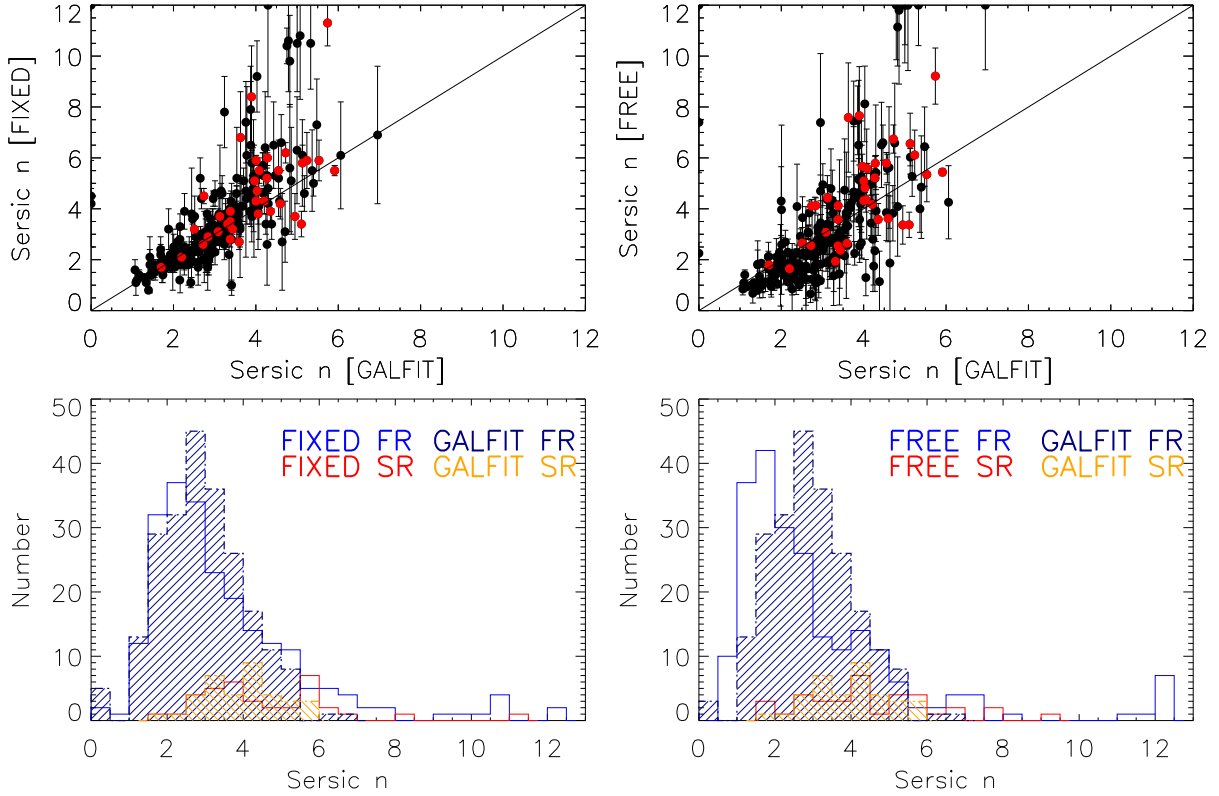 12
10
8
6
4
2
0
Sersic n [FIXED]
0 2 4 6 8 10 12
Sersic n [GALFIT]
12
10
8
6
4
2
0
Sersic n [FREE]
0 2 4 6 8 10 12
Sersic n [GALFIT]
50
40
30
20
10
0
Number
FIXED FR GALFIT FR
FIXED SR GALFIT SR
0 2 4 6 8 10 12
Sersic n
50
40
30
20
10
0
Number
FREE FR GALFIT FR
FREE SR GALFIT SR
0 2 4 6 8 10 12
Sersic n